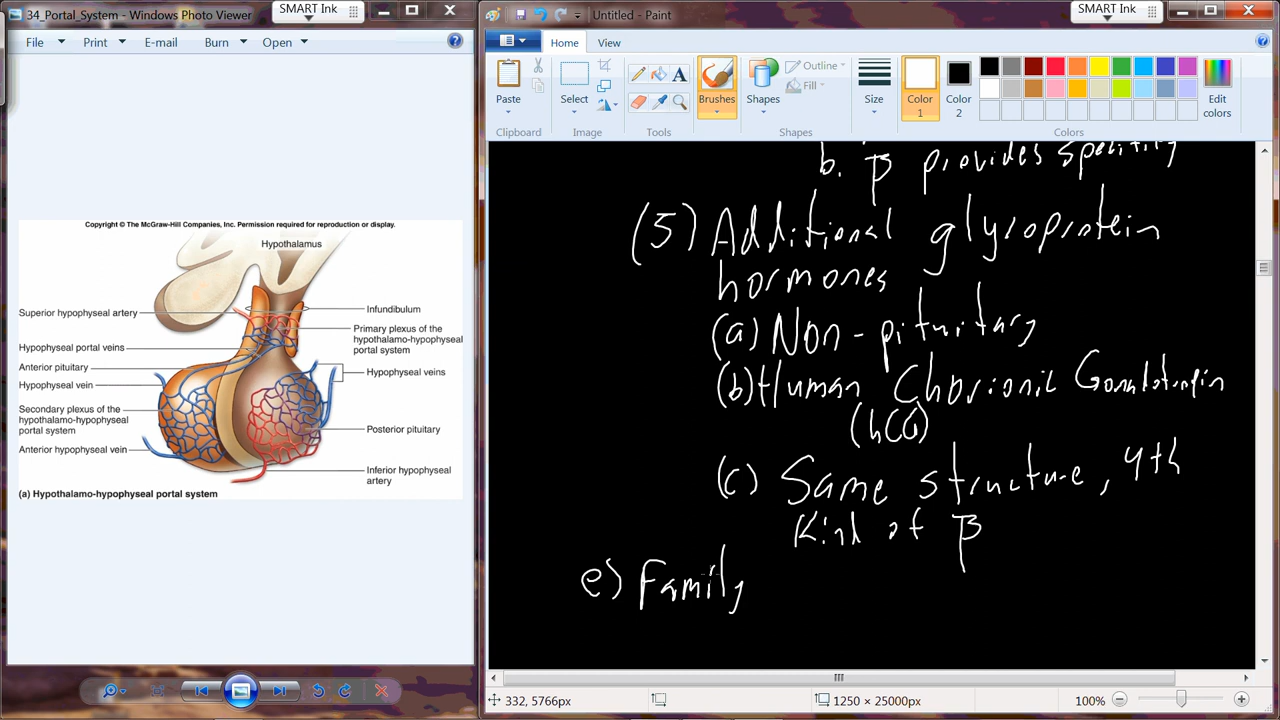 34_Portal_System - Windows Photo Viewer
SMART Ink
File Print E-mail Burn Open
Copyright © The McGraw-Hill Companies, Inc. Permission required for reproduction or display.
Hypothalamus
Superior hypophyseal artery
Hypophyseal portal veins
Anterior pituitary
Hypophyseal vein
Secondary plexus of the
hypothalamo-hypophyseal
portal system
Anterior hypophyseal vein
Infundibulum
Primary plexus of the
hypothalamo-hypophyseal
portal system
Hypophyseal veins
Posterior pituitary
Inferior hypophyseal
artery
(a) Hypothalamo-hypophyseal portal system
Untitled - Paint
SMART Ink
Home View
Paste
Clipboard
Select
Image
Tools
Brushes
Shapes
Outline
Fill
Shapes
Size
Color
1
Color
2
Edit
colors
Colors
b. β provides
(5) Additional glycoprotein
hormones
(a) Non-pituitary
(b) Human Chorionic Gonadotropin
(hCG)
(c) Same structure, 4th
Kind of β
e) Family
332, 5766px
1250 × 25000px
100%